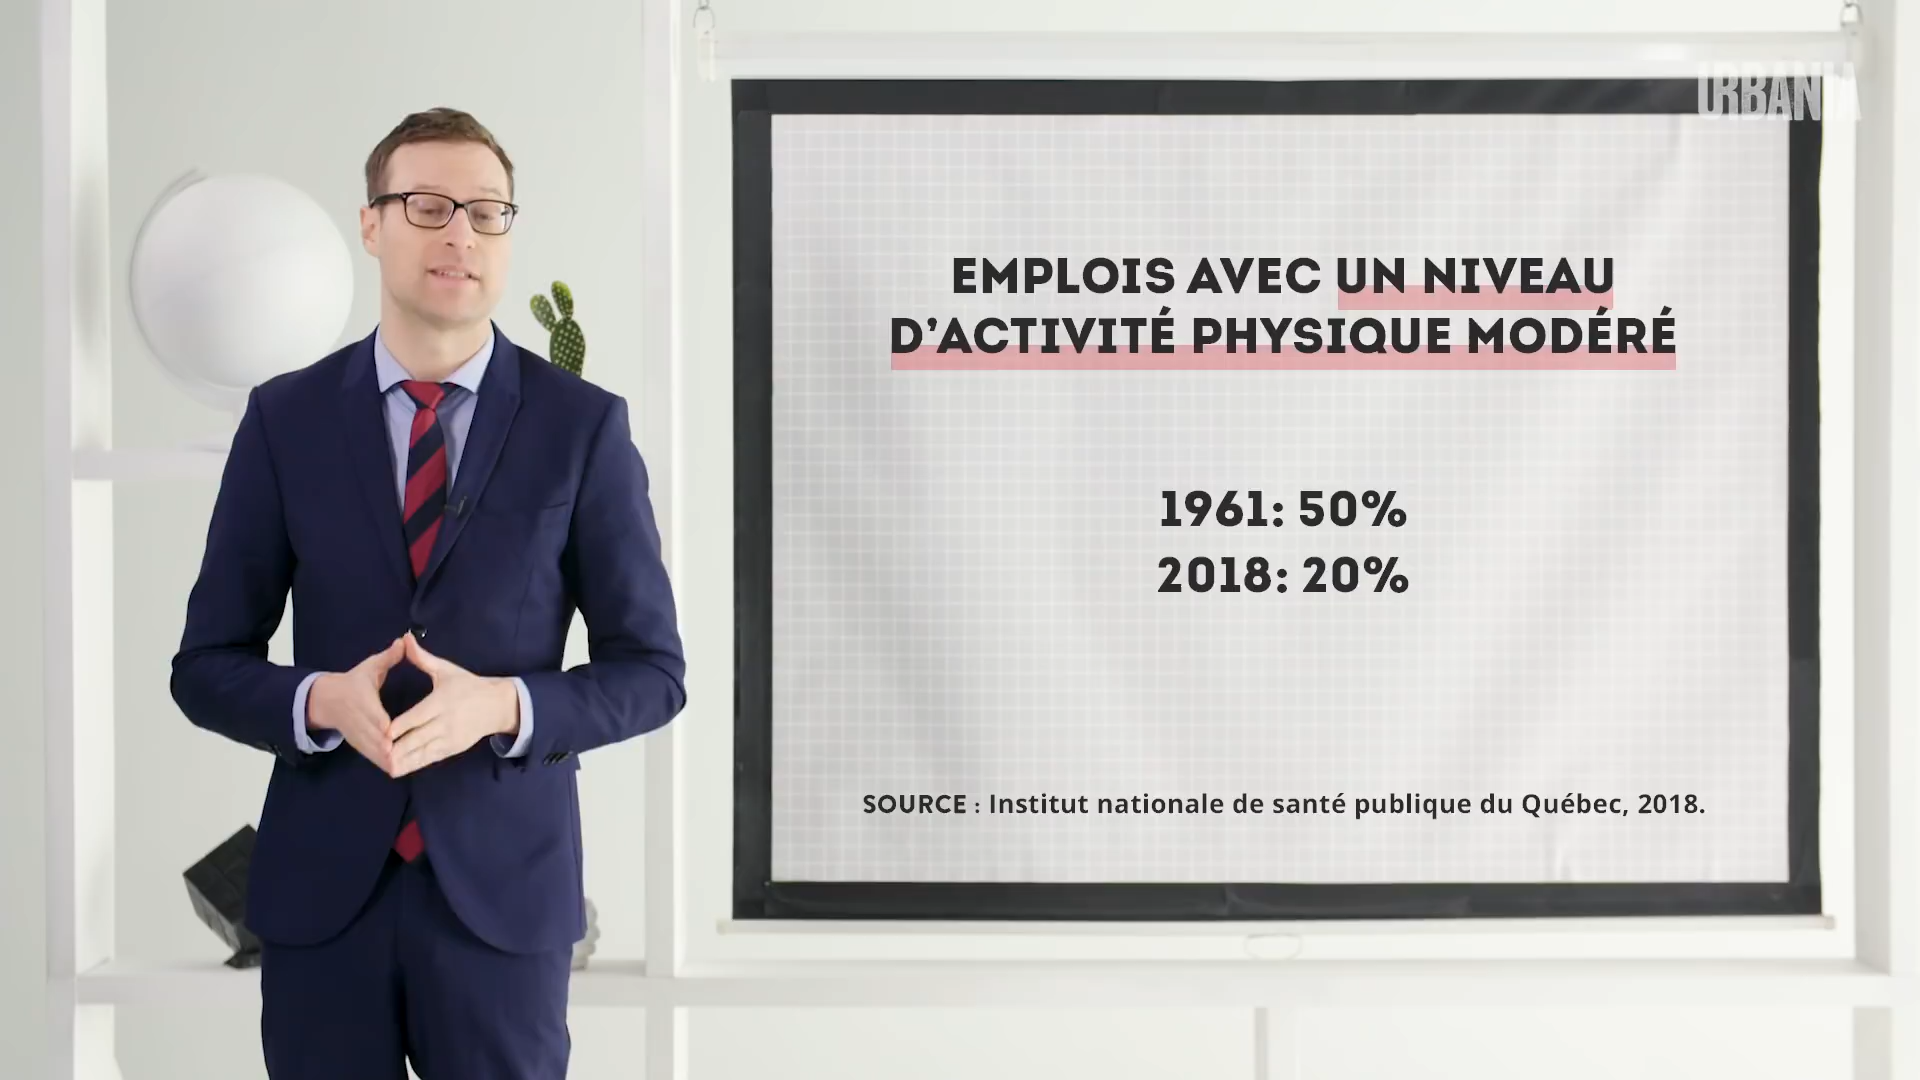 URBANIA
EMPLOIS AVEC UN NIVEAU
D'ACTIVITÉ PHYSIQUE MODÉRÉ
1961: 50%
2018: 20%
SOURCE : Institut nationale de santé publique du Québec, 2018.